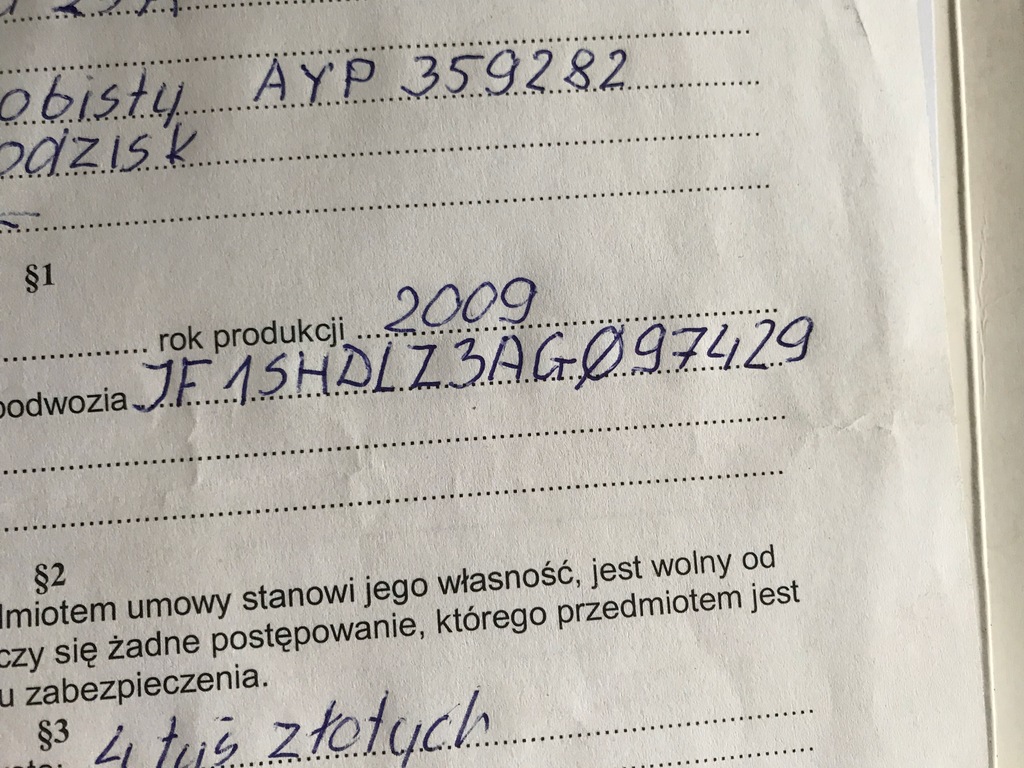 obisty AYP 359282
odzisk
§1
rok produkcji 2009
podwozia JF1SHDLZ3AGØ97429
§2
dmiotem umowy stanowi jego własność, jest wolny od
czy się żadne postępowanie, którego przedmiotem jest
u zabezpieczenia.
§3
4 tyś złotych